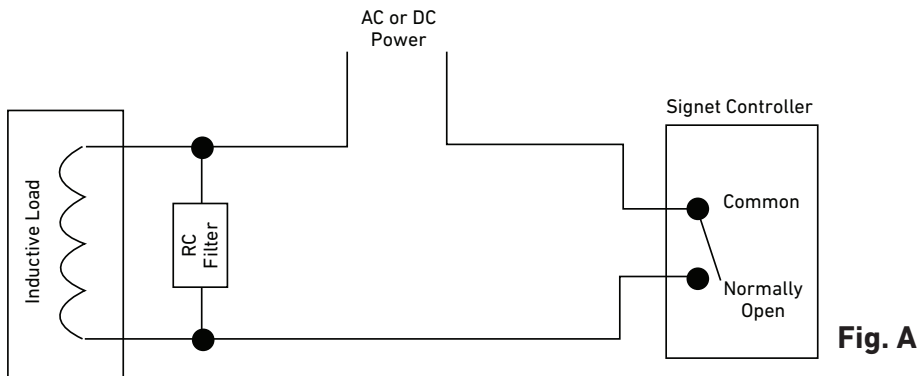 AC or DC
Power
Signet Controller
Inductive Load
RC
Filter
Common
Normally
Open
Fig. A